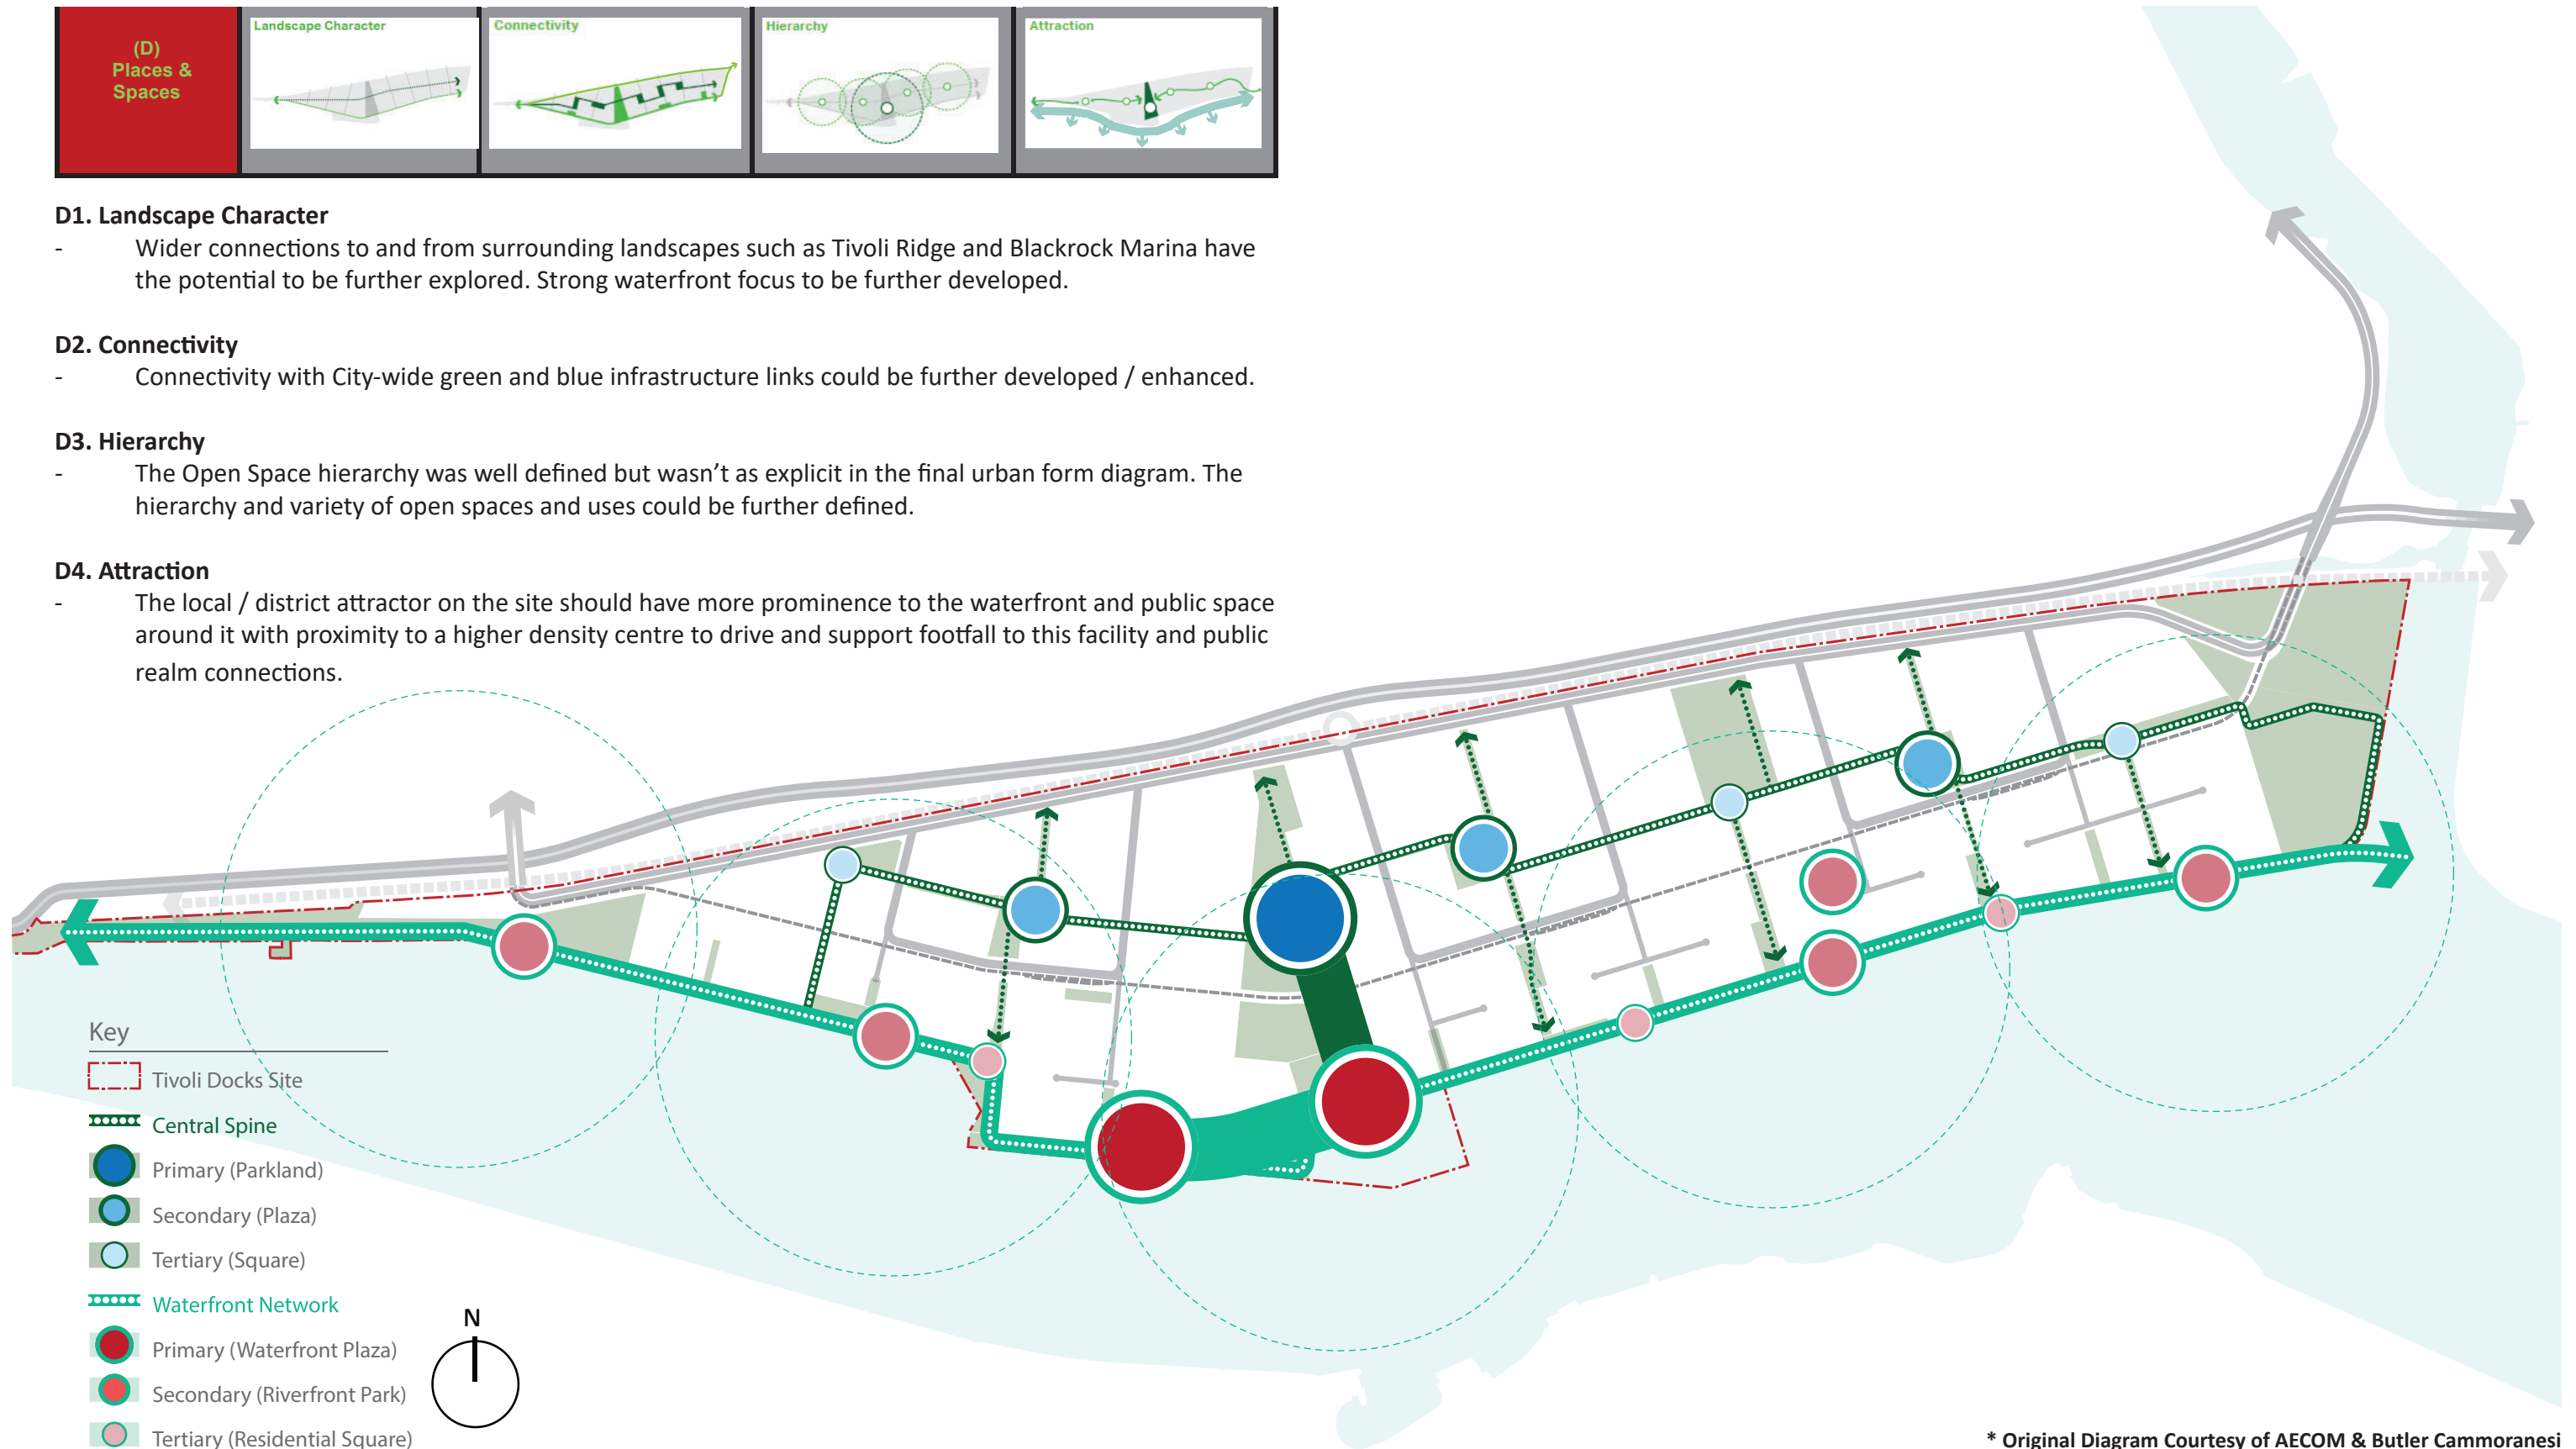 (D)
Places &
Spaces
Landscape Character
Connectivity
Hierarchy
Attraction
D1. Landscape Character
- Wider connections to and from surrounding landscapes such as Tivoli Ridge and Blackrock Marina have
the potential to be further explored. Strong waterfront focus to be further developed.
D2. Connectivity
- Connectivity with City-wide green and blue infrastructure links could be further developed / enhanced.
D3. Hierarchy
- The Open Space hierarchy was well defined but wasn’t as explicit in the final urban form diagram. The
hierarchy and variety of open spaces and uses could be further defined.
D4. Attraction
- The local / district attractor on the site should have more prominence to the waterfront and public space
around it with proximity to a higher density centre to drive and support footfall to this facility and public
realm connections.
Key
Tivoli Docks Site
Central Spine
Primary (Parkland)
Secondary (Plaza)
Tertiary (Square)
Waterfront Network
Primary (Waterfront Plaza)
Secondary (Riverfront Park)
Tertiary (Residential Square)
N
* Original Diagram Courtesy of AECOM & Butler Cammoranesi